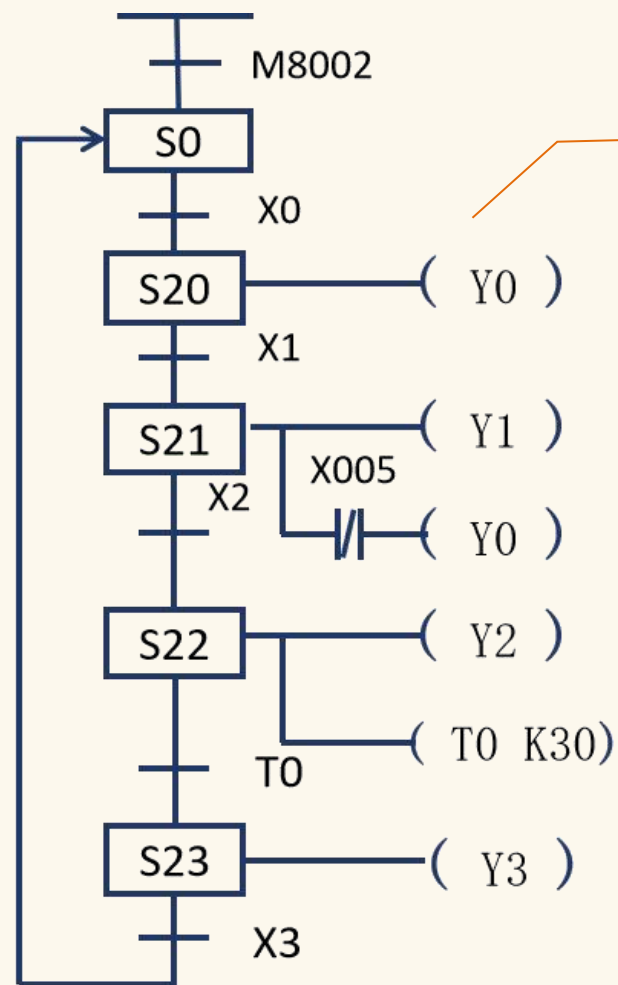 M8002
S0
X0
S20 ( Y0 )
X1
S21 ( Y1 )
X005
X2
( Y0 )
S22 ( Y2 )
( T0 K30)
T0
S23 ( Y3 )
X3